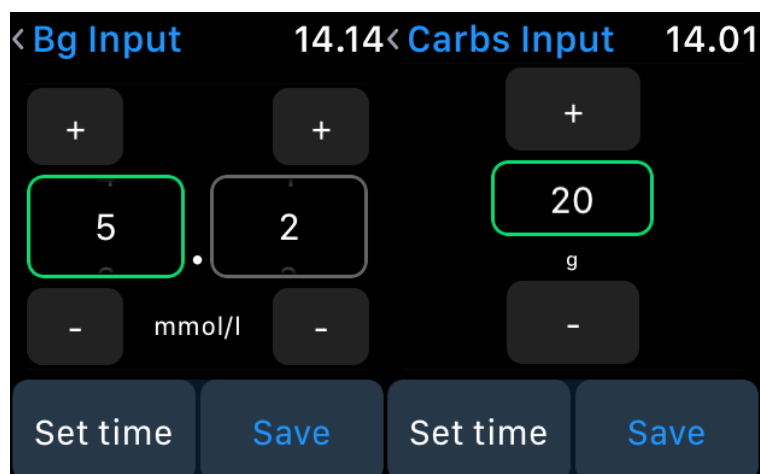 < Bg Input 14.14
+ +
5 . 2
- mmol/l -
Set time Save
< Carbs Input 14.01
+
20
g
-
Set time Save